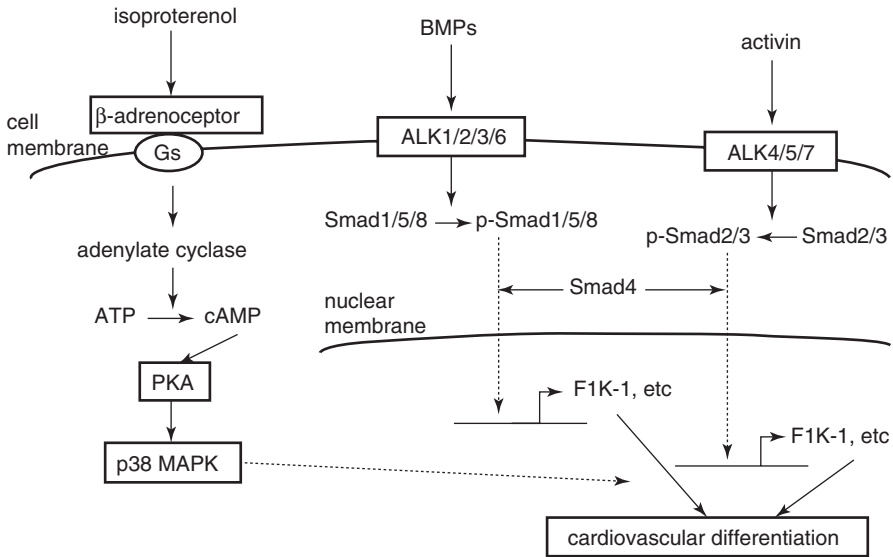 isoproterenol
BMPs
activin
β-adrenoceptor
cell
membrane
Gs
ALK1/2/3/6
ALK4/5/7
Smad1/5/8
p-Smad1/5/8
p-Smad2/3
Smad2/3
adenylate cyclase
Smad4
ATP
cAMP
nuclear
membrane
PKA
F1K-1, etc
F1K-1, etc
p38 MAPK
cardiovascular differentiation